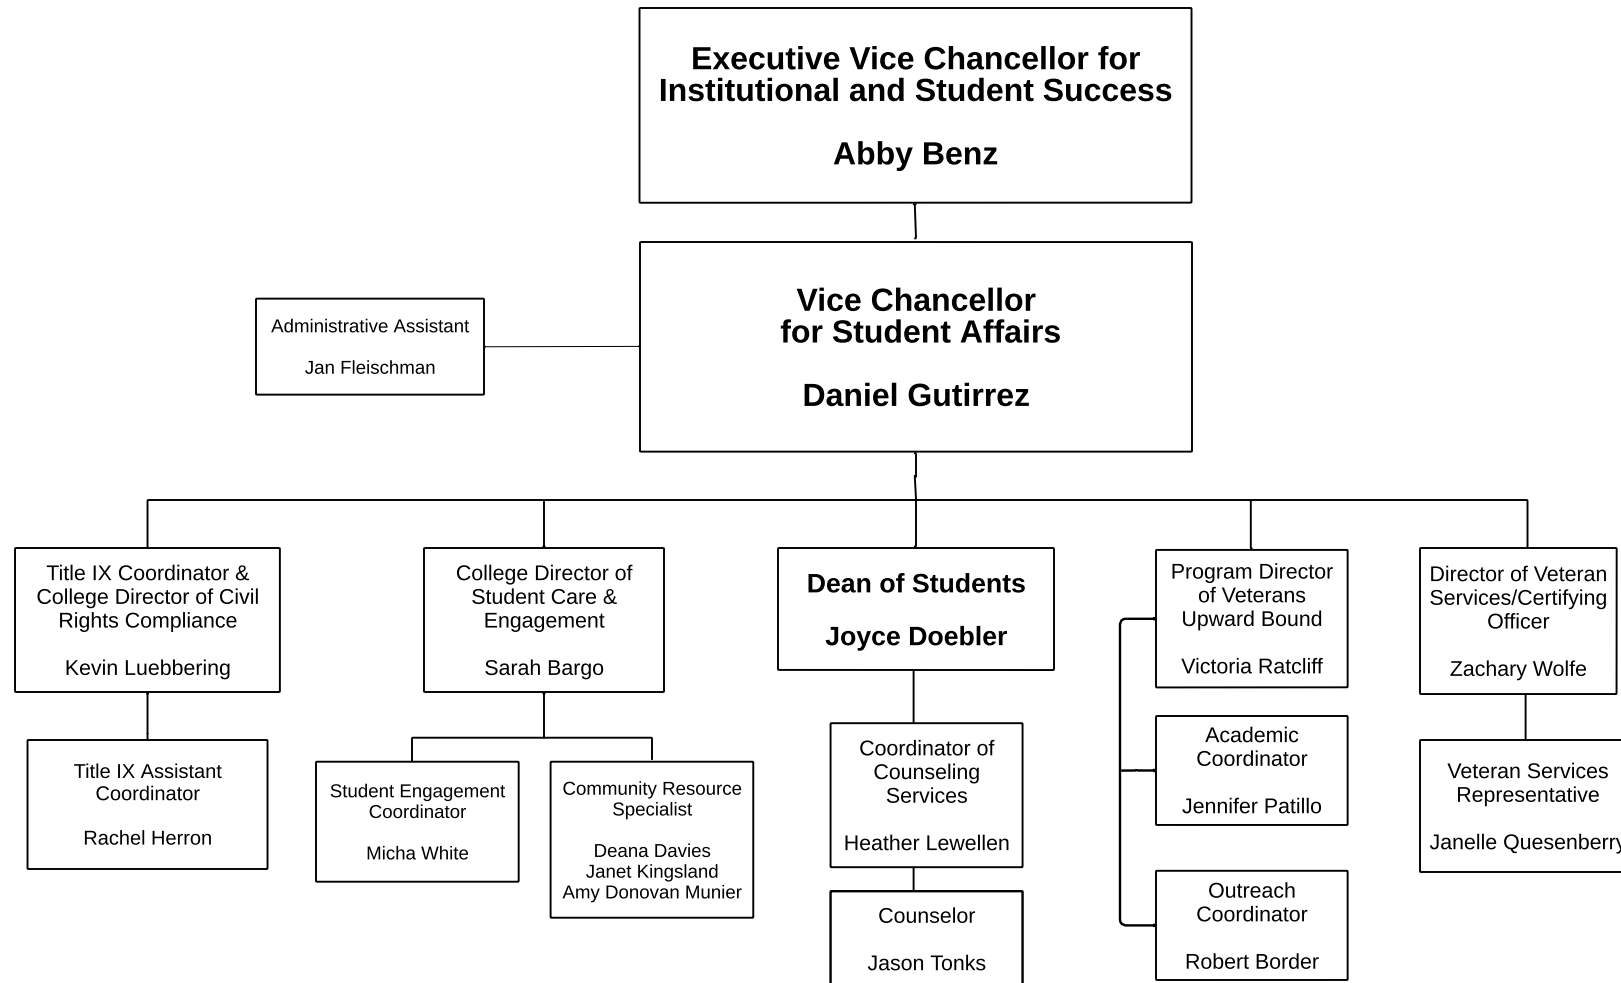 Executive Vice Chancellor for
Institutional and Student Success
Abby Benz
Vice Chancellor
for Student Affairs
Daniel Gutirrez
Administrative Assistant
Jan Fleischman
Title IX Coordinator &
College Director of Civil
Rights Compliance
Kevin Luebbering
College Director of
Student Care &
Engagement
Sarah Bargo
Dean of Students
Joyce Doebler
Program Director
of Veterans
Upward Bound
Victoria Ratcliff
Director of Veteran
Services/Certifying
Officer
Zachary Wolfe
Title IX Assistant
Coordinator
Rachel Herron
Student Engagement
Coordinator
Micha White
Community Resource
Specialist
Deana Davies
Janet Kingsland
Amy Donovan Munier
Coordinator of
Counseling
Services
Heather Lewellen
Counselor
Jason Tonks
Academic
Coordinator
Jennifer Patillo
Outreach
Coordinator
Robert Border
Veteran Services
Representative
Janelle Quesenberry